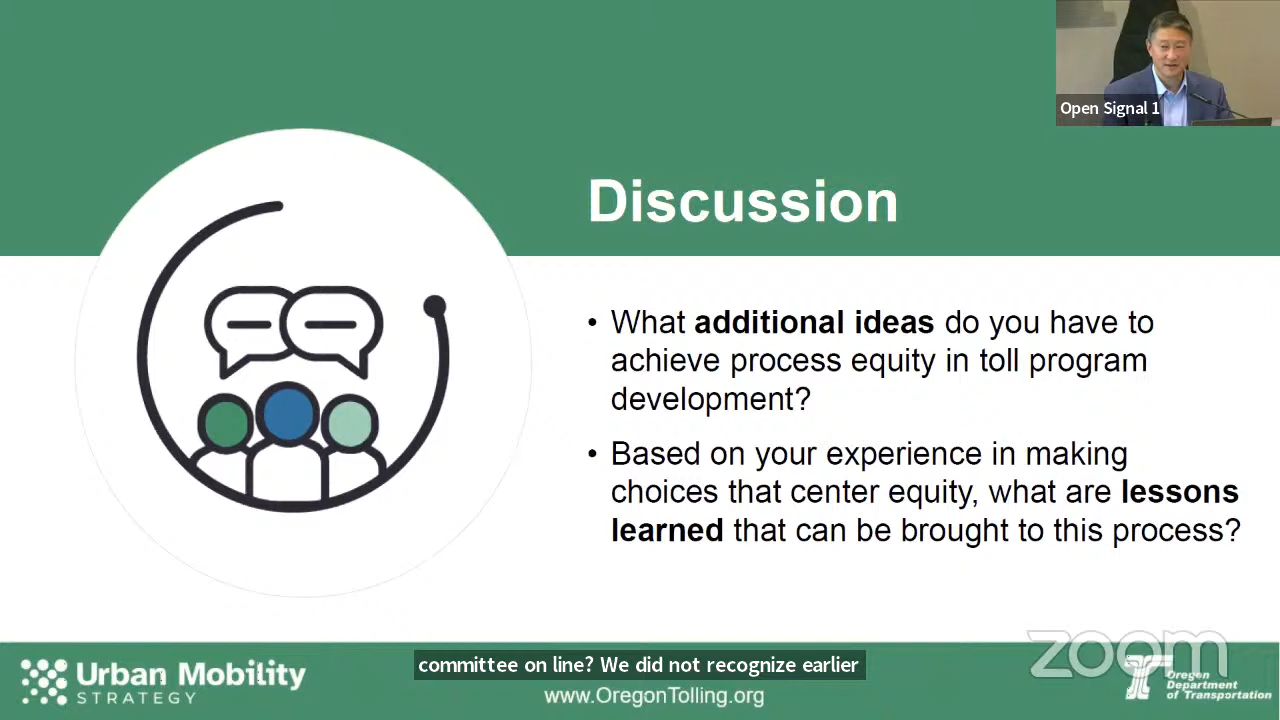 Open Signal 1
Discussion
• What additional ideas do you have to
achieve process equity in toll program
development?
• Based on your experience in making
choices that center equity, what are lessons
learned that can be brought to this process?
zoom
Urban Mobility
STRATEGY
committee on line? We did not recognize earlier
www.OregonTolling.org
Oregon
Department
of Transportation